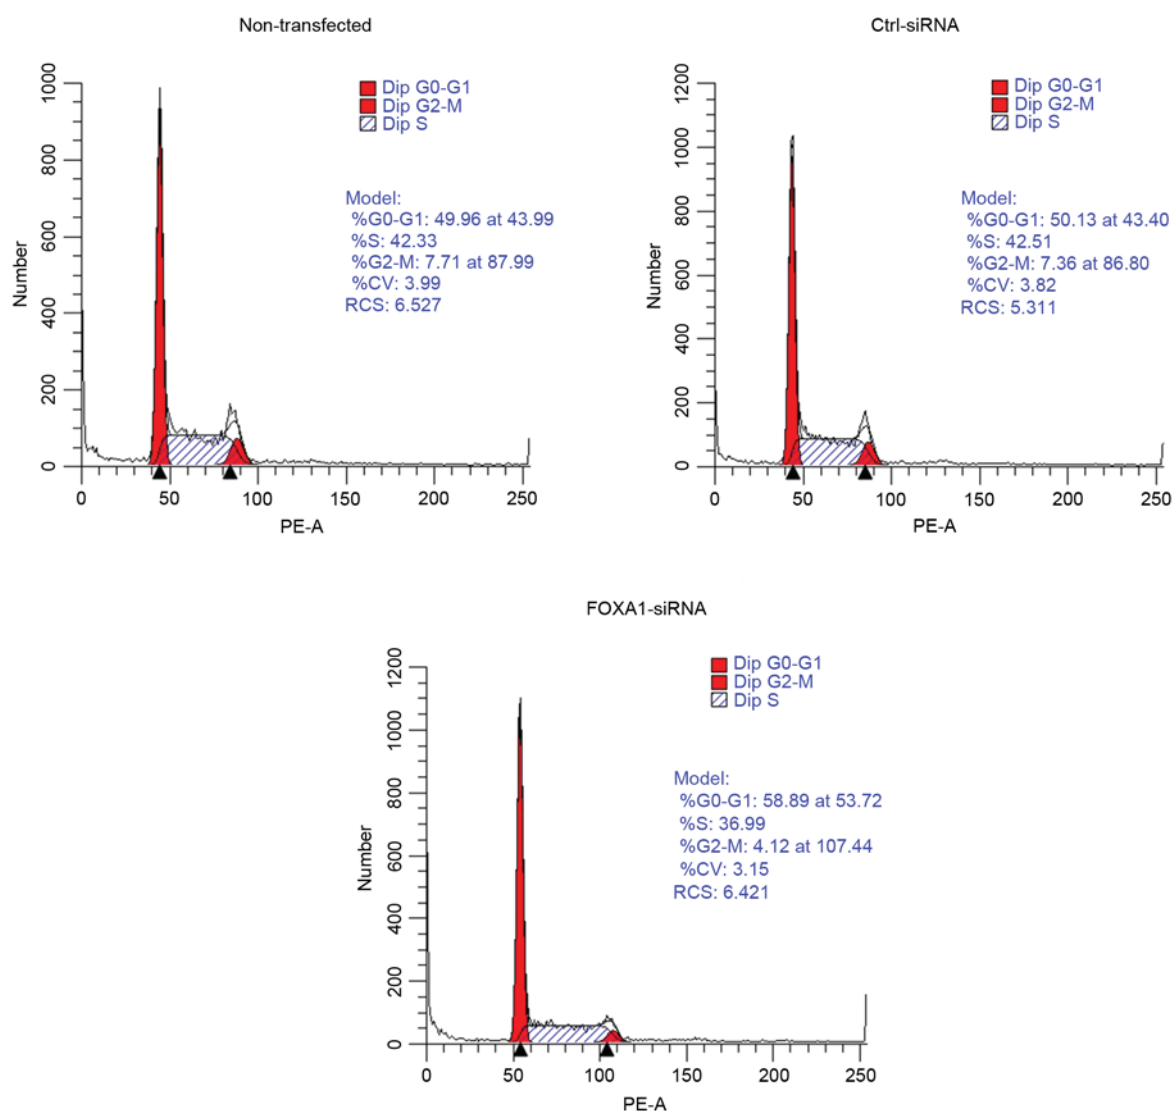 Non-transfected
Dip G0-G1
Dip G2-M
Dip S
Model:
%G0-G1: 49.96 at 43.99
%S: 42.33
%G2-M: 7.71 at 87.99
%CV: 3.99
RCS: 6.527
Number
1000
800
600
400
200
0
0 50 100 150 200 250
PE-A
Ctrl-siRNA
Dip G0-G1
Dip G2-M
Dip S
Model:
%G0-G1: 50.13 at 43.40
%S: 42.51
%G2-M: 7.36 at 86.80
%CV: 3.82
RCS: 5.311
Number
1200
1000
800
600
400
200
0
0 50 100 150 200 250
PE-A
FOXA1-siRNA
Dip G0-G1
Dip G2-M
Dip S
Model:
%G0-G1: 58.89 at 53.72
%S: 36.99
%G2-M: 4.12 at 107.44
%CV: 3.15
RCS: 6.421
Number
1200
1000
800
600
400
200
0
0 50 100 150 200 250
PE-A